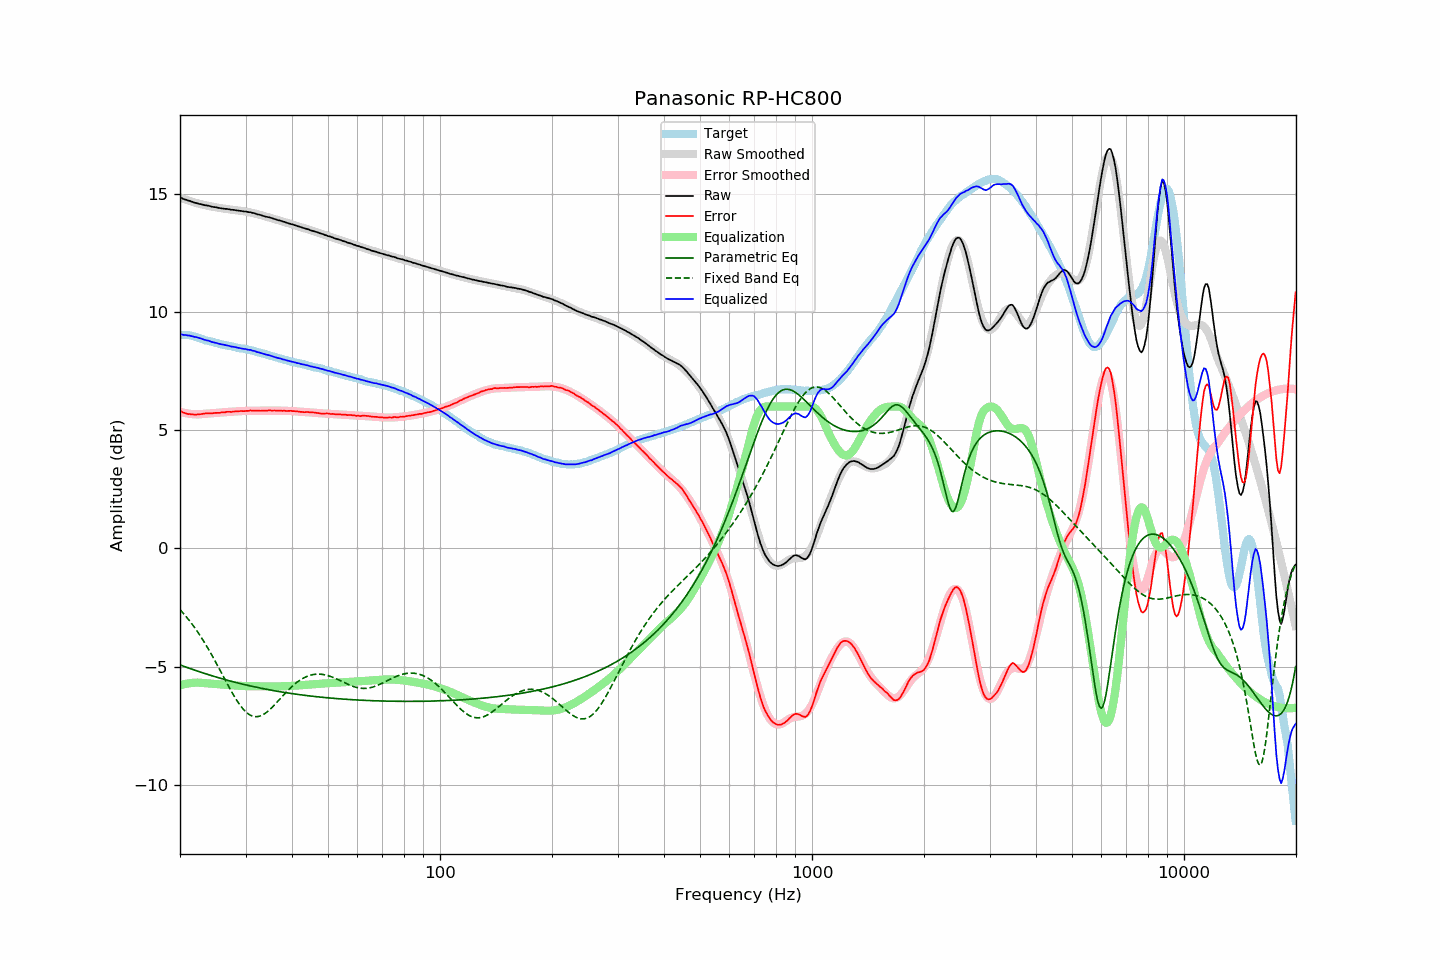 Panasonic RP-HC800
Target
Raw Smoothed
Error Smoothed
Raw
Error
Equalization
Parametric Eq
Fixed Band Eq
Equalized
15
10
5
0
−5
−10
Amplitude (dBr)
100
1000
10000
Frequency (Hz)